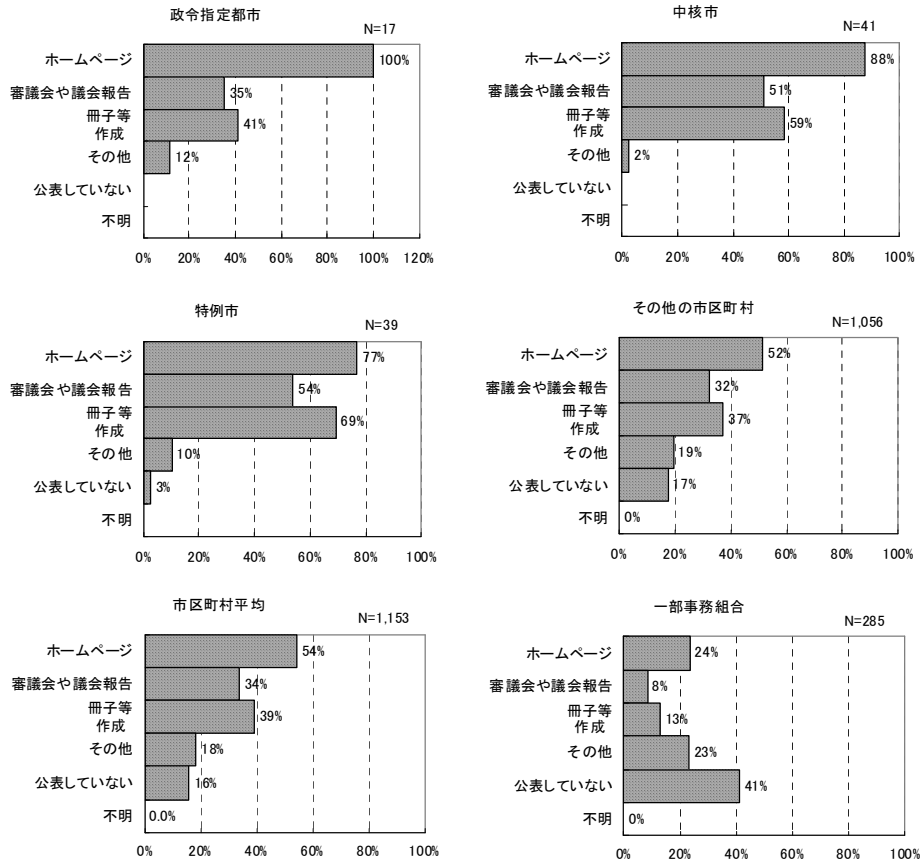 政令指定都市
N=17
ホームページ
100%
審議会や議会報告
35%
冊子等
作成
41%
その他
12%
公表していない
不明
0% 20% 40% 60% 80% 100% 120%
中核市
N=41
ホームページ
88%
審議会や議会報告
51%
冊子等
作成
59%
その他
2%
公表していない
不明
0% 20% 40% 60% 80% 100%
特例市
N=39
ホームページ
77%
審議会や議会報告
54%
冊子等
作成
69%
その他
10%
公表していない
3%
不明
0% 20% 40% 60% 80% 100%
その他の市区町村
N=1,056
ホームページ
52%
審議会や議会報告
32%
冊子等
作成
37%
その他
19%
公表していない
17%
不明
0%
0% 20% 40% 60% 80% 100%
市区町村平均
N=1,153
ホームページ
54%
審議会や議会報告
34%
冊子等
作成
39%
その他
18%
公表していない
16%
不明
0.0%
0% 20% 40% 60% 80% 100%
一部事務組合
N=285
ホームページ
24%
審議会や議会報告
8%
冊子等
作成
13%
その他
23%
公表していない
41%
不明
0%
0% 20% 40% 60% 80% 100%